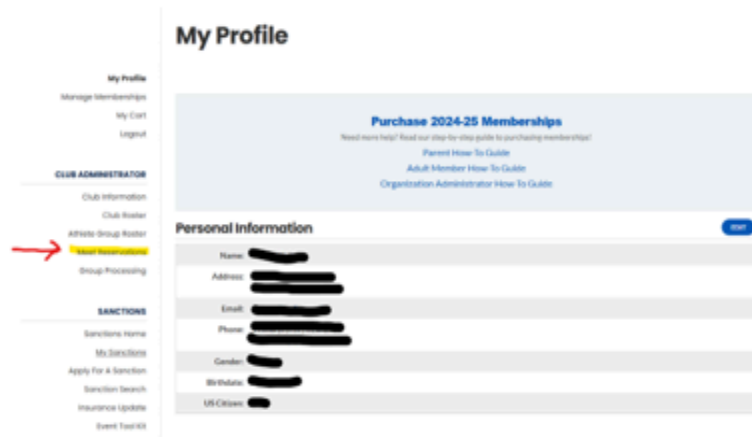 My Profile
My Profile
Manage Memberships
My Cart
Logout
CLUB ADMINISTRATOR
Club Information
Club Roster
Athlete Group Roster
Meet Reservations
Group Processing
SANCTIONS
Sanctions Home
My Sanctions
Apply For A Sanction
Sanction Search
Insurance Update
Event Tool Kit
Purchase 2024-25 Memberships
Need more help? Read our step-by-step guide to purchasing memberships!
Parent How-To Guide
Adult Member How-To Guide
Organization Administrator How-To Guide
Personal Information
EDIT
Name:
Address:
Email:
Phone:
Gender:
Birthdate:
US Citizen: